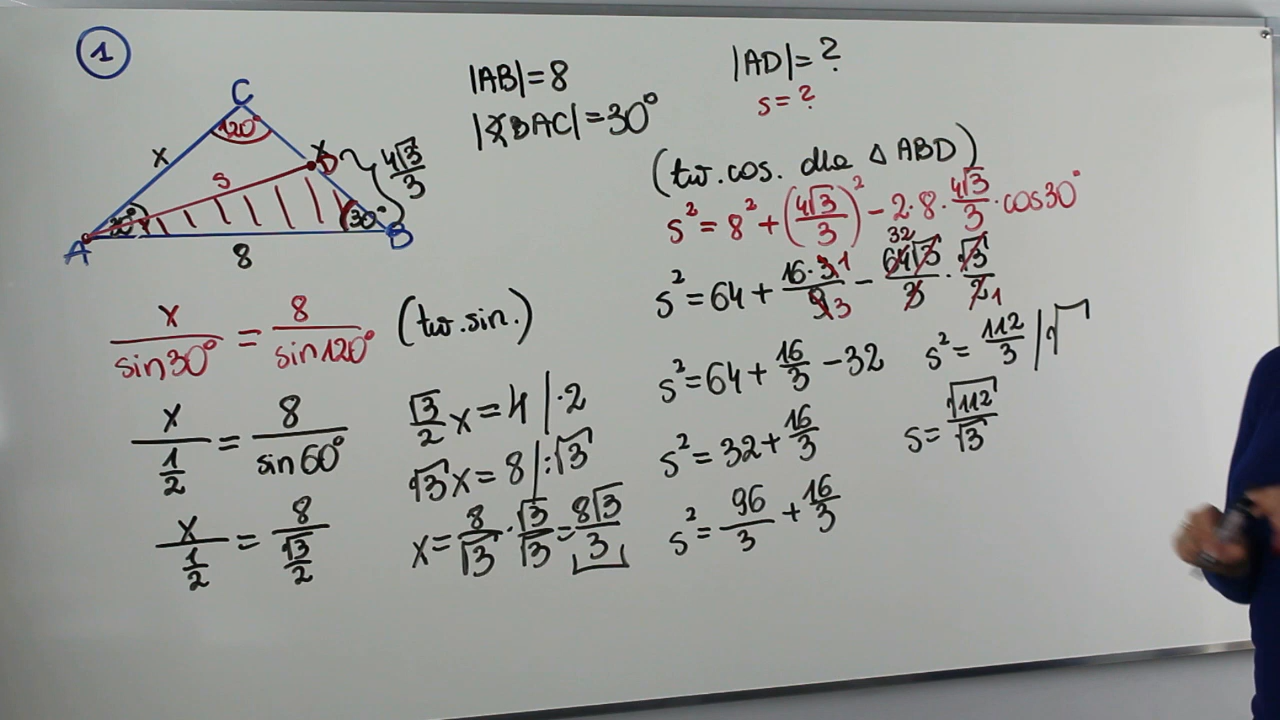 1
C
120°
x
x
D
4√3/3
s
30°
30°
A
B
8
|AB|=8
|∢BAC|=30°
|AD|=?
s=?
x/sin30° = 8/sin120° (tw.sin.)
x/(1/2) = 8/sin60°
x/(1/2) = 8/(√3/2)
√3/2 x = 4 |·2
√3x = 8 |:√3
x = 8/√3 · √3/√3 = 8√3/3
(tw. cos. dla △ ABD)
s² = 8² + (4√3/3)² − 2·8· 4√3/3 · cos30°
s² = 64 + 16·3 1/9 3 − 32 64√3/3 · √3/2 1
s² = 64 + 16/3 − 32
s² = 32 + 16/3
s² = 96/3 + 16/3
s² = 112/3 |√
s = √112/√3